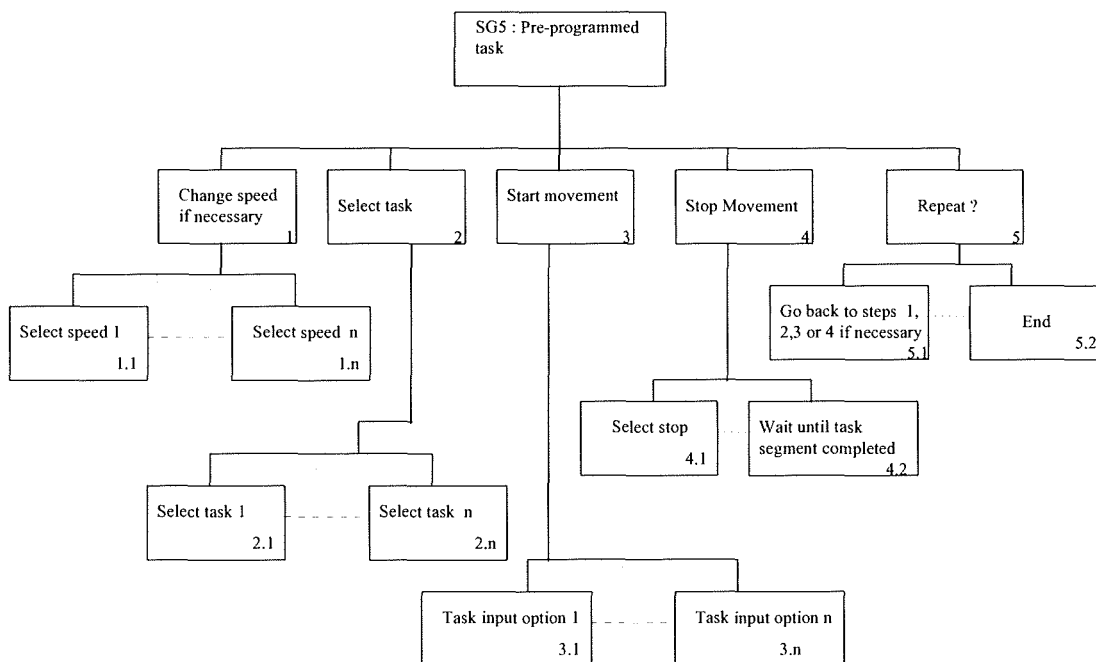 SG5 : Pre-programmed
task
Change speed
if necessary
1
Select task
2
Start movement
3
Stop Movement
4
Repeat ?
5
Select speed 1
1.1
Select speed n
1.n
Go back to steps 1,
2,3 or 4 if necessary
5.1
End
5.2
Select stop
4.1
Wait until task
segment completed
4.2
Select task 1
2.1
Select task n
2.n
Task input option 1
3.1
Task input option n
3.n